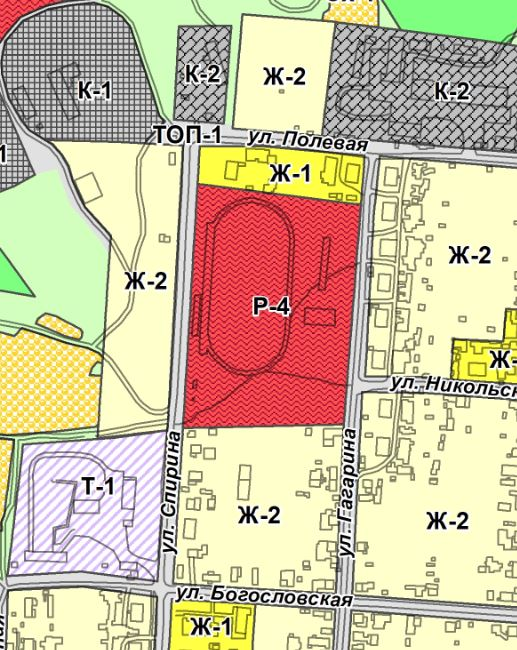 К-1
К-2
Ж-2
К-2
ТОП-1
ул. Полевая
1
Ж-1
Ж-2
Ж-2
Р-4
Ж-
ул. Никольск
Т-1
ул. Спирина
Ж-2
ул. Гагарина
Ж-2
ул. Богословская
Ж-1